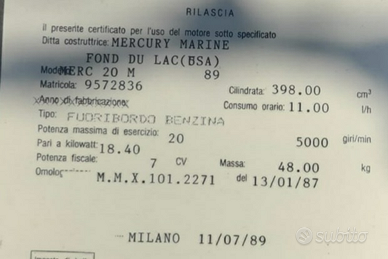 RILASCIA
il presente certificato per l'uso del motore sotto specificato
Ditta costruttrice: MERCURY MARINE
FOND DU LAC(USA)
Modello MERC 20 M 89
Matricola: 9572836 Cilindrata: 398.00 cm³
Anno di fabbricazione: Consumo orario: 11.00 l/h
Tipo: FUORIBORDO BENZINA
Potenza massima di esercizio: 20 5000 giri/min
Pari a kilowatt: 18.40
Potenza fiscale: 7 CV Massa: 48.00 kg
M.M.X.101.2271 del 13/01/87
MILANO 11/07/89
subito